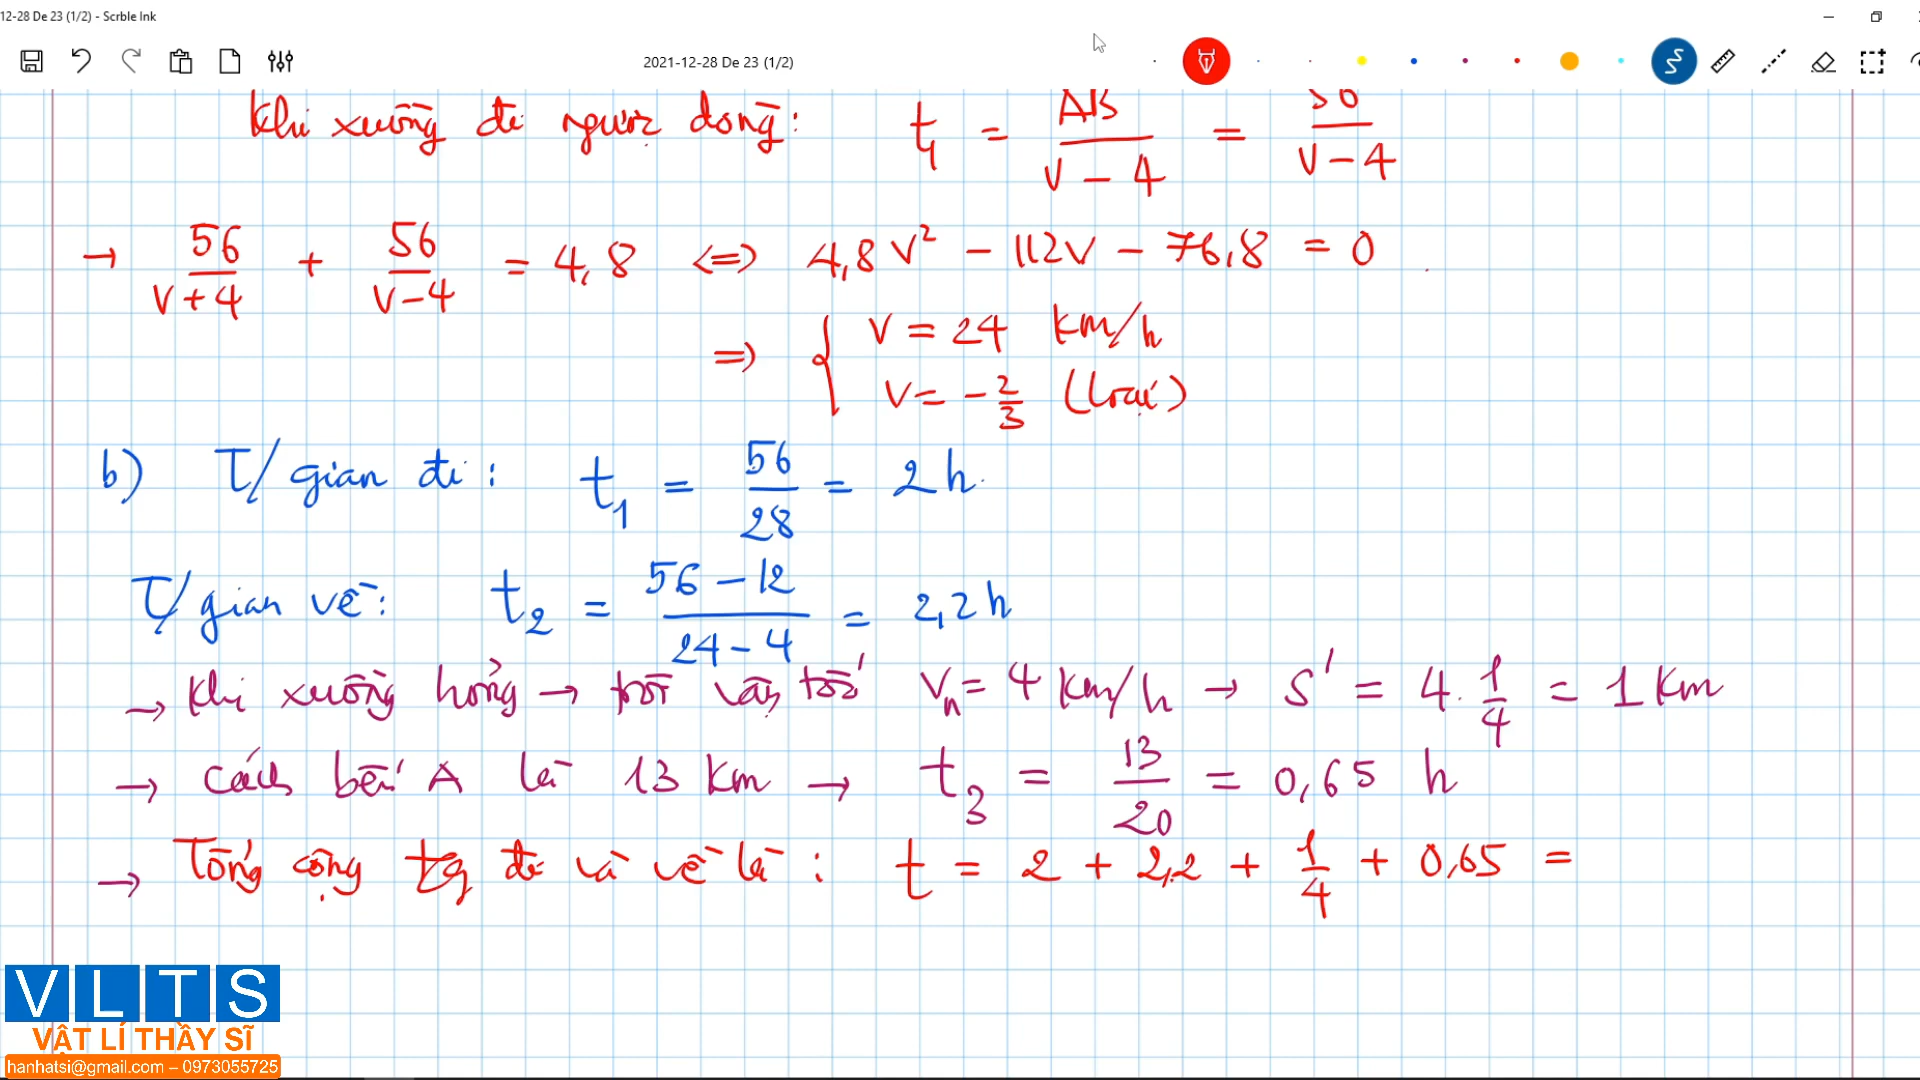 12-28 De 23 (1/2) - Scrble Ink
2021-12-28 De 23 (1/2)
Khi xuồng đi ngược dòng: t₁ = AB/(v - 4) = 56/(v - 4)
→ 56/(v + 4) + 56/(v - 4) = 4,8 <=> 4,8v² - 112v - 76,8 = 0
=> { v = 24 km/h
v = -2/3 (loại)
b) T/gian đi: t₁ = 56/28 = 2h.
T/gian về: t₂ = (56 - 12)/(24 - 4) = 2,2h
→ Khi xuồng hỏng → trôi vận tốc vₙ = 4 km/h → S' = 4.1/4 = 1 km
→ Cách bến A là 13 km → t₃ = 13/20 = 0,65 h
→ Tổng cộng tg đi và về là: t = 2 + 2,2 + 1/4 + 0,65 =
VLTS
VẬT LÍ THẦY SĨ
hanhatsi@gmail.com – 0973055725